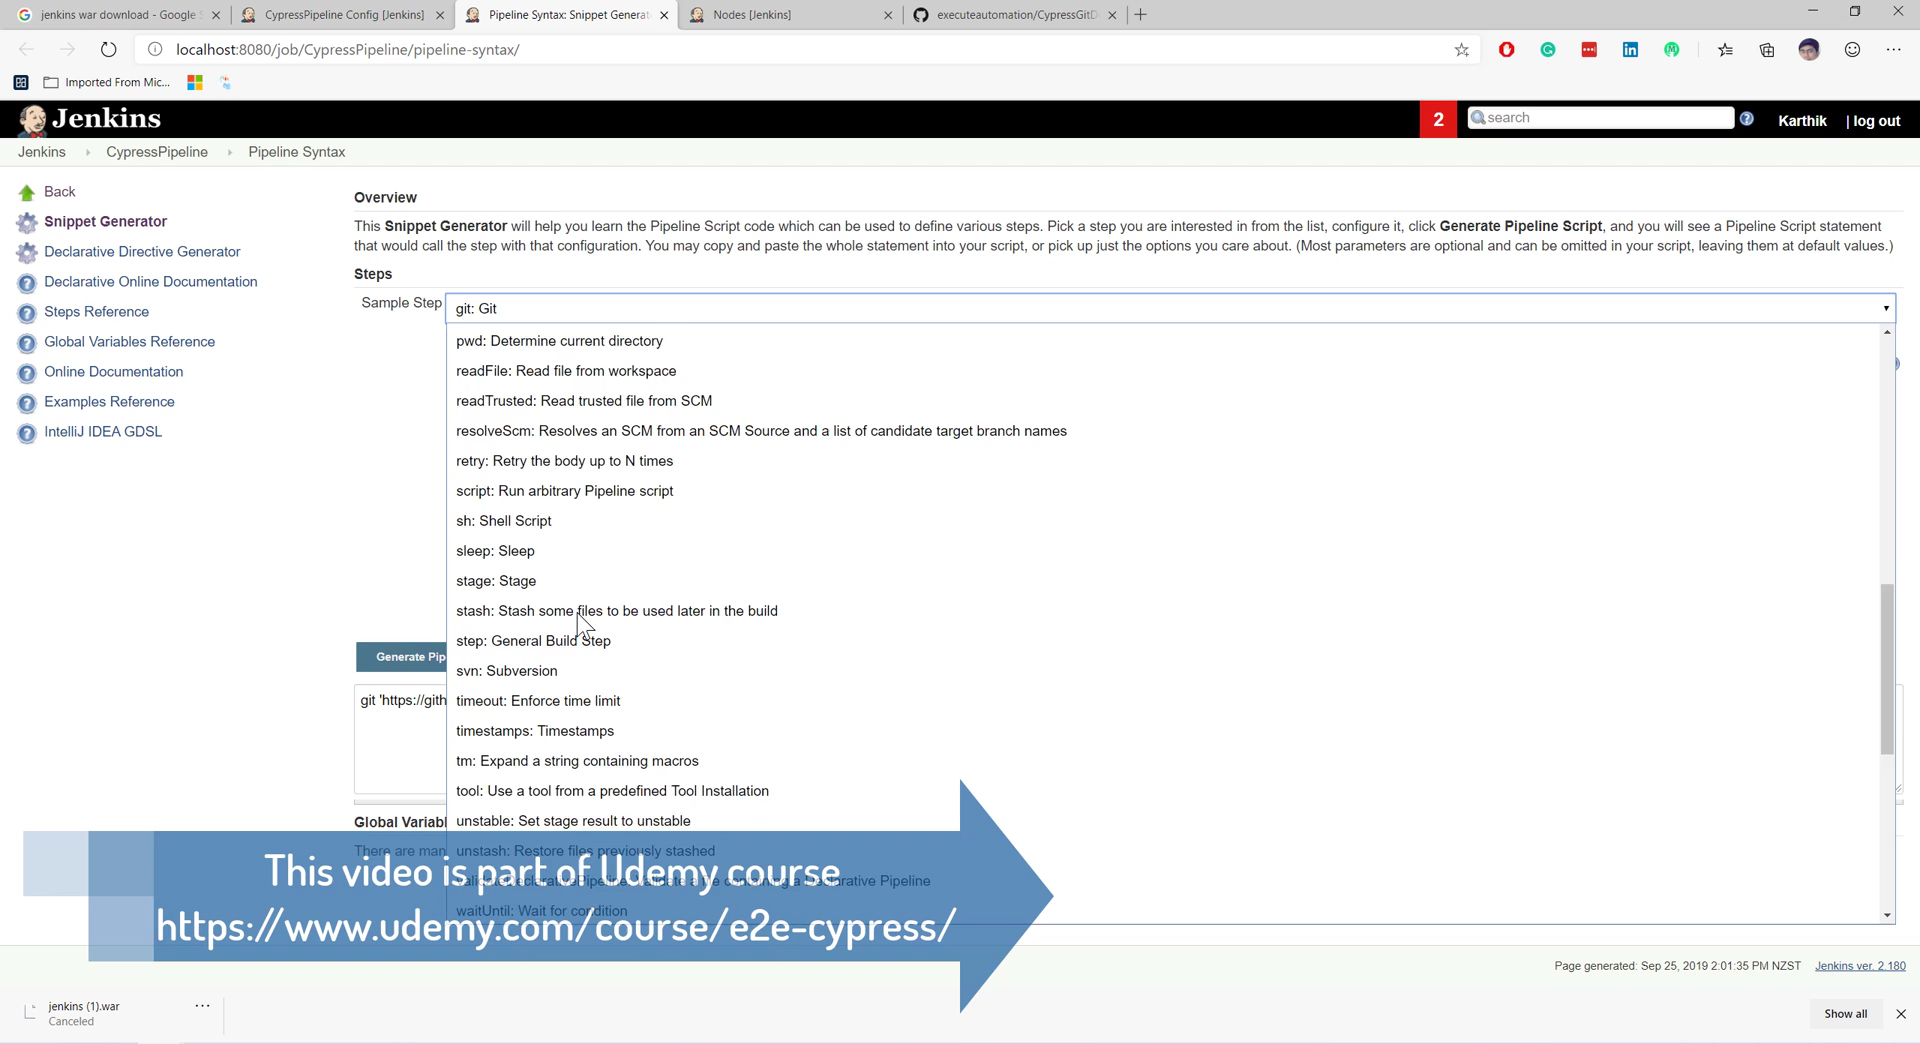 jenkins war download - Google S
CypressPipeline Config [Jenkins]
Pipeline Syntax: Snippet Generat
Nodes [Jenkins]
executeautomation/CypressGitD
localhost:8080/job/CypressPipeline/pipeline-syntax/
Imported From Mic...
Jenkins
2
search
Karthik
| log out
Jenkins
CypressPipeline
Pipeline Syntax
Back
Snippet Generator
Declarative Directive Generator
Declarative Online Documentation
Steps Reference
Global Variables Reference
Online Documentation
Examples Reference
IntelliJ IDEA GDSL
Overview
This Snippet Generator will help you learn the Pipeline Script code which can be used to define various steps. Pick a step you are interested in from the list, configure it, click Generate Pipeline Script, and you will see a Pipeline Script statement
that would call the step with that configuration. You may copy and paste the whole statement into your script, or pick up just the options you care about. (Most parameters are optional and can be omitted in your script, leaving them at default values.)
Steps
Sample Step
git: Git
pwd: Determine current directory
readFile: Read file from workspace
readTrusted: Read trusted file from SCM
resolveScm: Resolves an SCM from an SCM Source and a list of candidate target branch names
retry: Retry the body up to N times
script: Run arbitrary Pipeline script
sh: Shell Script
sleep: Sleep
stage: Stage
stash: Stash some files to be used later in the build
step: General Build Step
Generate Pip
svn: Subversion
git 'https://gith
timeout: Enforce time limit
timestamps: Timestamps
tm: Expand a string containing macros
tool: Use a tool from a predefined Tool Installation
Global Variabl
unstable: Set stage result to unstable
There are man
unstash: Restore files previously stashed
validateDeclarativePipeline: Validate a file containing a Declarative Pipeline
waitUntil: Wait for condition
This video is part of Udemy course
https://www.udemy.com/course/e2e-cypress/
Page generated: Sep 25, 2019 2:01:35 PM NZST
Jenkins ver. 2.180
jenkins (1).war
Canceled
Show all